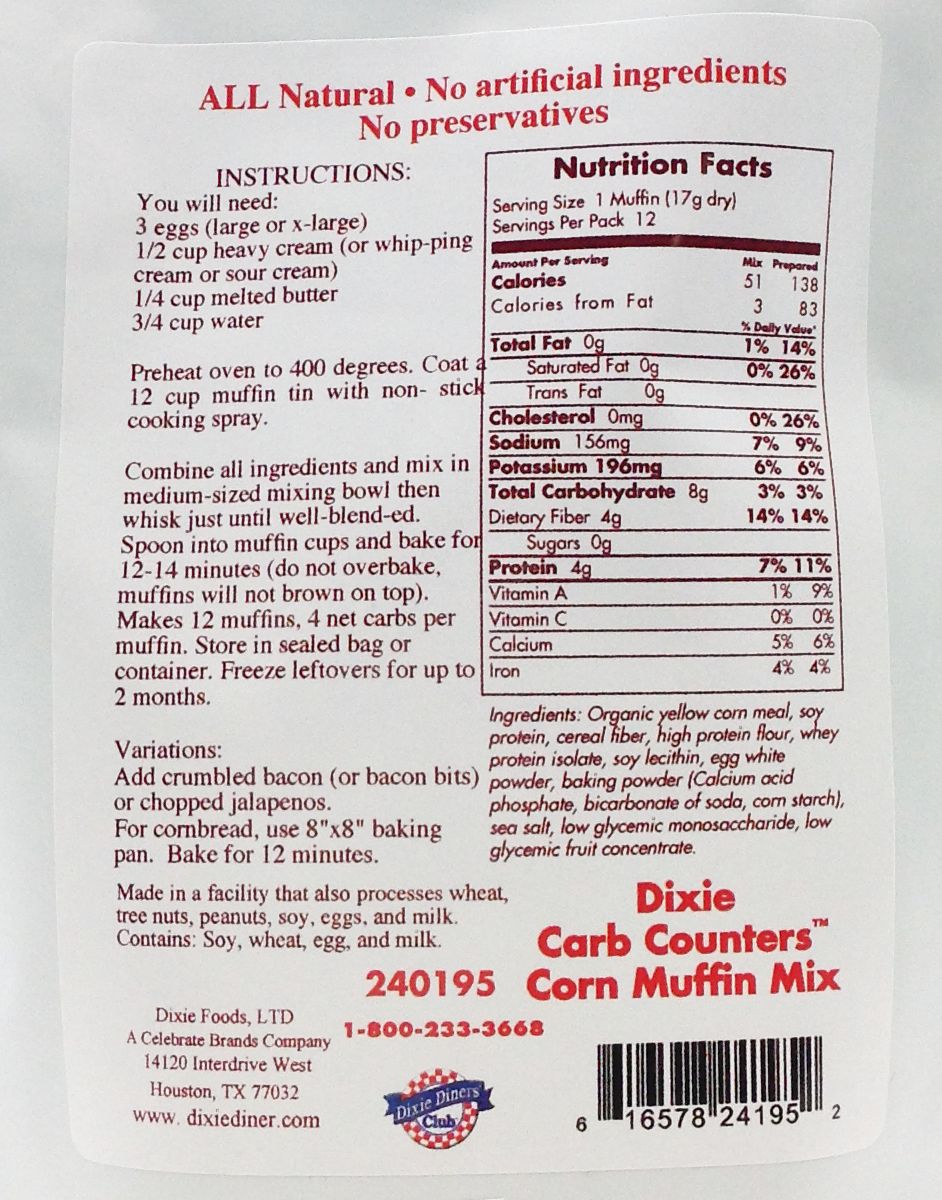 ALL Natural • No artificial ingredients
No preservatives
INSTRUCTIONS:
You will need:
3 eggs (large or x-large)
1/2 cup heavy cream (or whip-ping
cream or sour cream)
1/4 cup melted butter
3/4 cup water
Preheat oven to 400 degrees. Coat a
12 cup muffin tin with non- stick
cooking spray.
Combine all ingredients and mix in
medium-sized mixing bowl then
whisk just until well-blend-ed.
Spoon into muffin cups and bake for
12-14 minutes (do not overbake,
muffins will not brown on top).
Makes 12 muffins, 4 net carbs per
muffin. Store in sealed bag or
container. Freeze leftovers for up to
2 months.
Variations:
Add crumbled bacon (or bacon bits)
or chopped jalapenos.
For cornbread, use 8"x8" baking
pan. Bake for 12 minutes.
Made in a facility that also processes wheat,
tree nuts, peanuts, soy, eggs, and milk.
Contains: Soy, wheat, egg, and milk.
Nutrition Facts
Serving Size 1 Muffin (17g dry)
Servings Per Pack 12
Amount Per Serving Mix Prepared
Calories 51 138
Calories from Fat 3 83
% Daily Value*
Total Fat 0g 1% 14%
Saturated Fat 0g 0% 26%
Trans Fat 0g
Cholesterol 0mg 0% 26%
Sodium 156mg 7% 9%
Potassium 196mg 6% 6%
Total Carbohydrate 8g 3% 3%
Dietary Fiber 4g 14% 14%
Sugars 0g
Protein 4g 7% 11%
Vitamin A 1% 9%
Vitamin C 0% 0%
Calcium 5% 6%
Iron 4% 4%
Ingredients: Organic yellow corn meal, soy
protein, cereal fiber, high protein flour, whey
protein isolate, soy lecithin, egg white
powder, baking powder (Calcium acid
phosphate, bicarbonate of soda, corn starch),
sea salt, low glycemic monosaccharide, low
glycemic fruit concentrate.
Dixie
Carb Counters™
240195 Corn Muffin Mix
1-800-233-3668
Dixie Foods, LTD
A Celebrate Brands Company
14120 Interdrive West
Houston, TX 77032
www. dixiediner.com
Dixie Diners'
Club
6 16578 24195 2